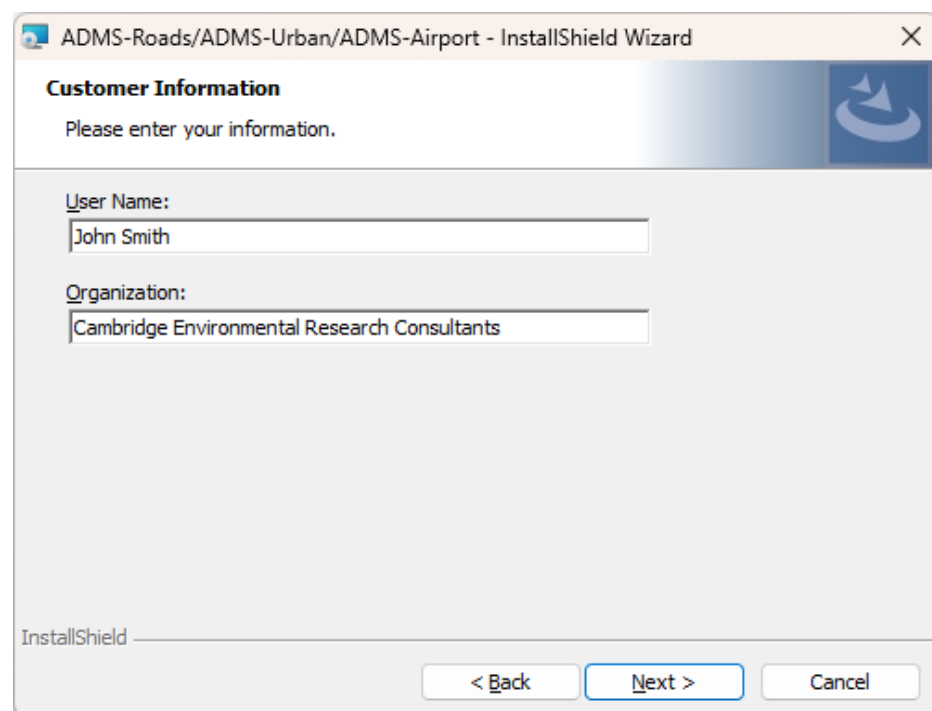 ADMS-Roads/ADMS-Urban/ADMS-Airport - InstallShield Wizard
Customer Information
Please enter your information.
User Name:
John Smith
Organization:
Cambridge Environmental Research Consultants
InstallShield
< Back
Next >
Cancel